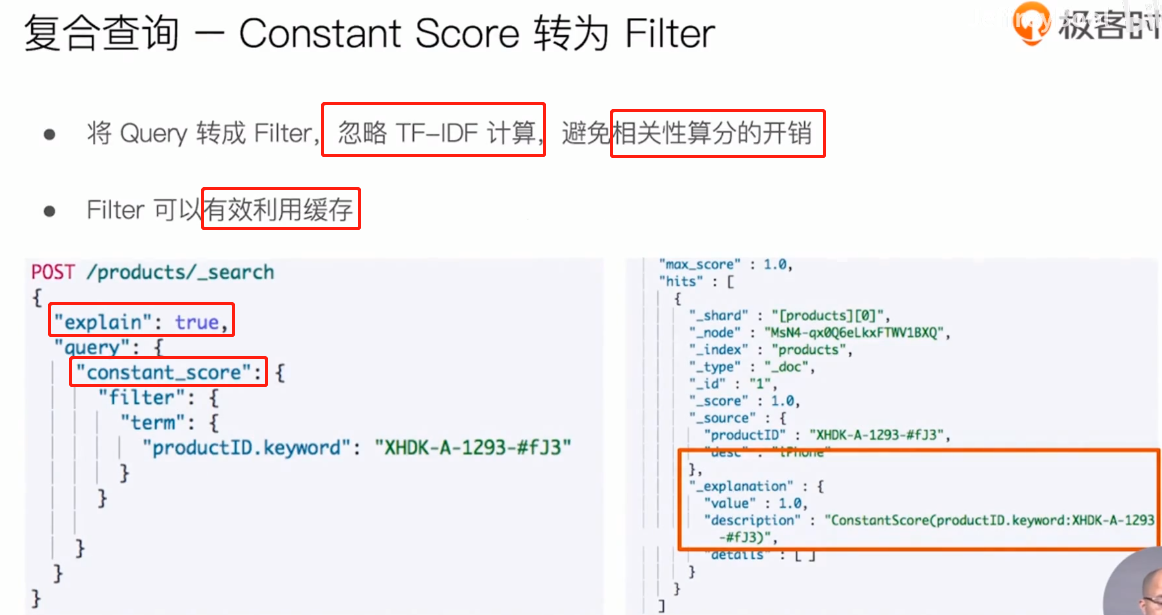 复合查询 – Constant Score 转为 Filter
极客时
将 Query 转成 Filter, 忽略 TF-IDF 计算, 避免相关性算分的开销
Filter 可以有效利用缓存
POST /products/_search
{
"explain": true,
"query": {
"constant_score": {
"filter": {
"term": {
"productID.keyword": "XHDK-A-1293-#fJ3"
}
}
}
}
}
"max_score" : 1.0,
"hits" : [
{
"_shard" : "[products][0]",
"_node" : "MsN4-qx0Q6eLkxFTWV1BXQ",
"_index" : "products",
"_type" : "_doc",
"_id" : "1",
"_score" : 1.0,
"_source" : {
"productID" : "XHDK-A-1293-#fJ3",
"desc" : "iPhone"
},
"_explanation" : {
"value" : 1.0,
"description" : "ConstantScore(productID.keyword:XHDK-A-1293
-#fJ3)",
"details" : [ ]
}
}
]